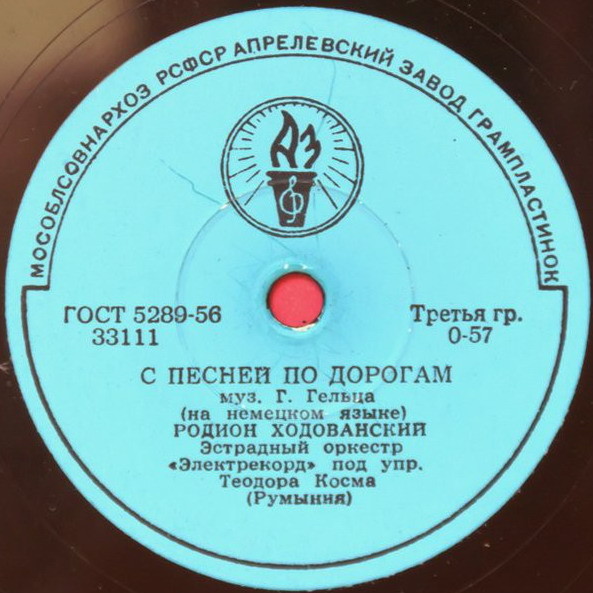 МОСОБЛСОВНАРХОЗ РСФСР АПРЕЛЕВСКИЙ ЗАВОД ГРАМПЛАСТИНОК
АЗ
ГОСТ 5289-56
33111
Третья гр.
0-57
С ПЕСНЕЙ ПО ДОРОГАМ
муз. Г. Гельца
(на немецком языке)
РОДИОН ХОДОВАНСКИЙ
Эстрадный оркестр
«Электрекорд» под упр.
Теодора Косма
(Румыния)